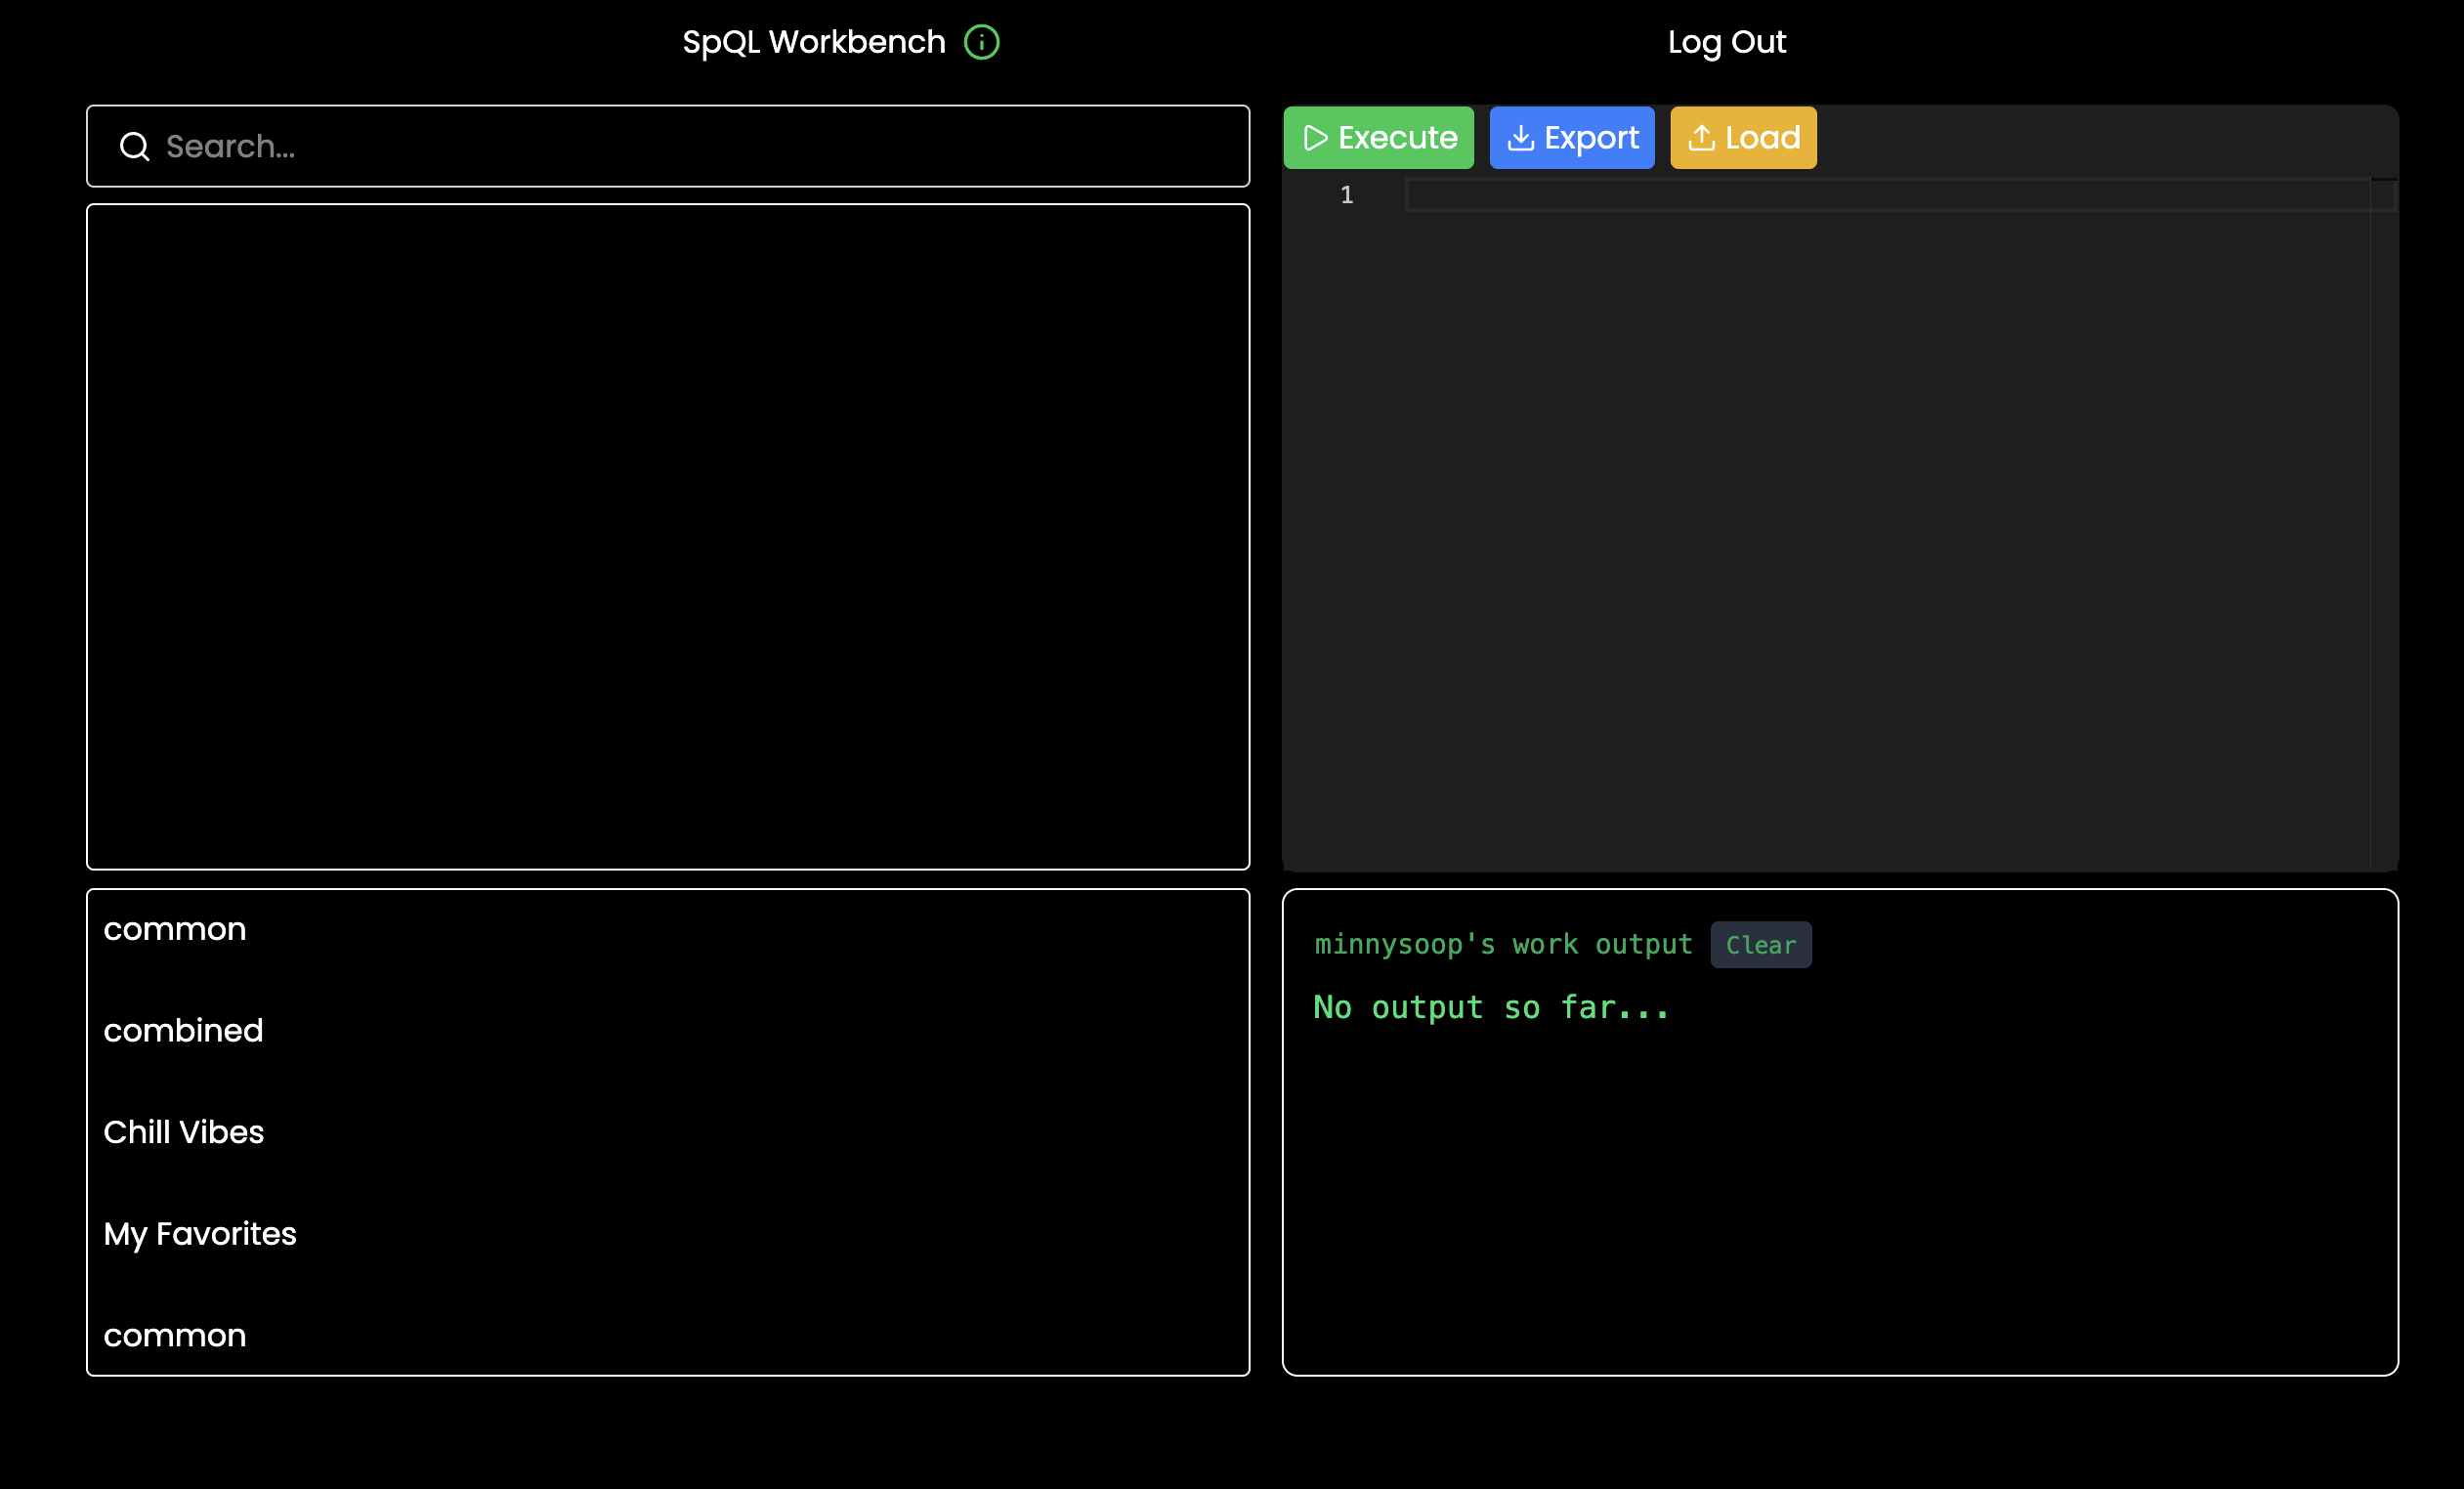 SpQL Workbench
Log Out
Search...
Execute
Export
Load
1
common
combined
Chill Vibes
My Favorites
common
minnysoop's work output
Clear
No output so far...